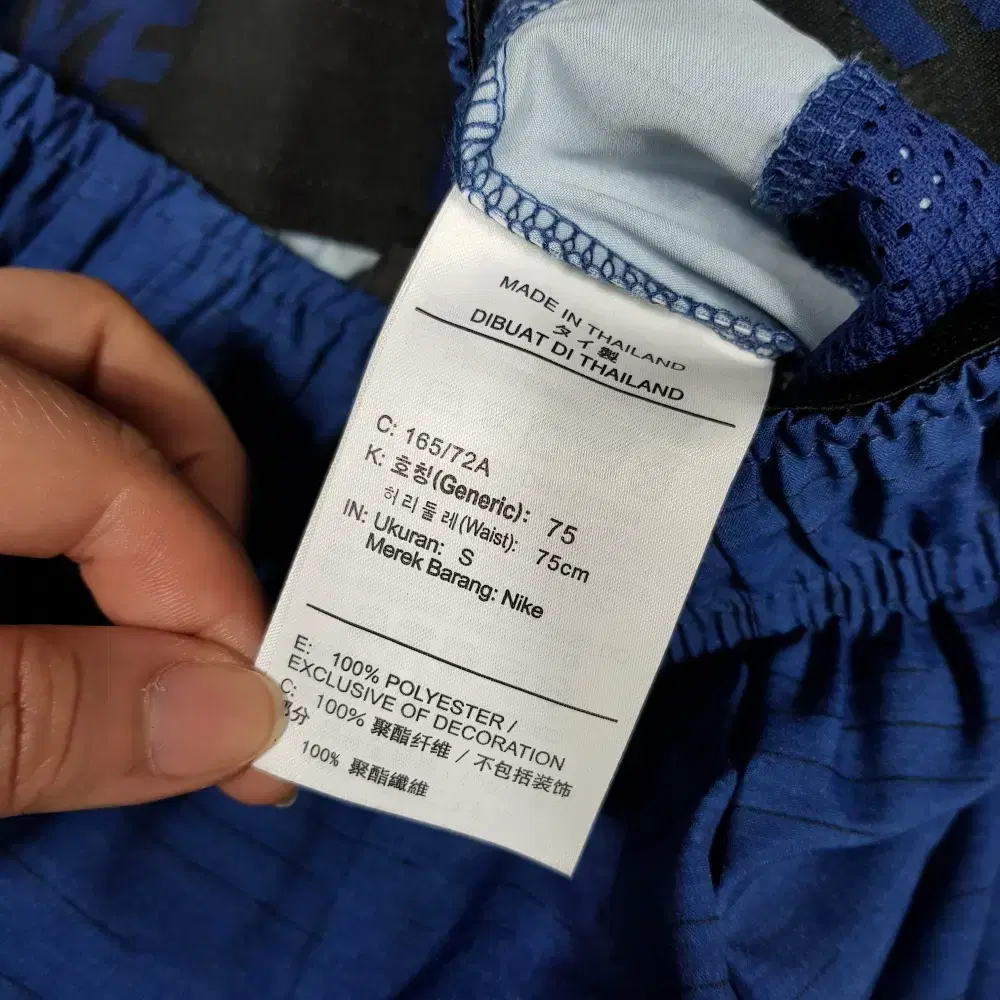 MADE IN THAILAND
タイ製
DIBUAT DI THAILAND
C: 165/72A
K: 호칭(Generic): 75
허리둘레(Waist): 75cm
IN: Ukuran: S
Merek Barang: Nike
E: 100% POLYESTER /
EXCLUSIVE OF DECORATION
C: 100% 聚酯纤维 / 不包括装饰
部分
100% 聚酯纖維